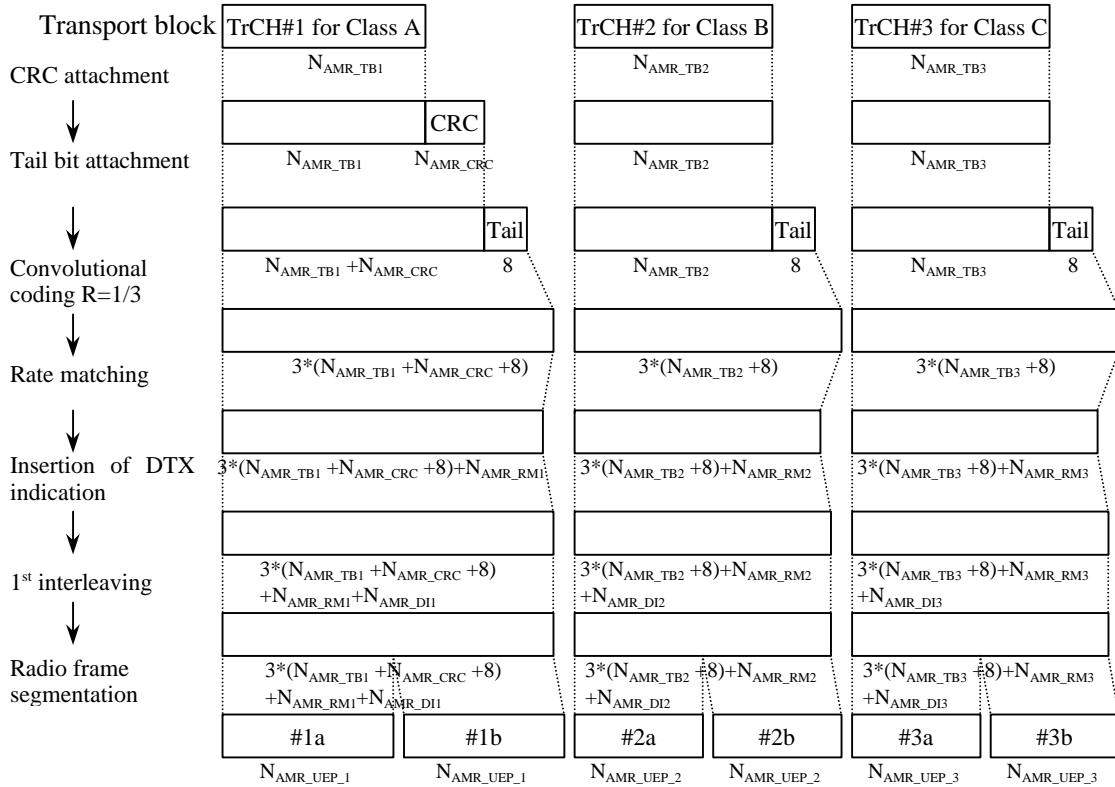 Transport block TrCH#1 for Class A TrCH#2 for Class B TrCH#3 for Class C
N_AMR_TB1 N_AMR_TB2 N_AMR_TB3
CRC attachment
CRC
N_AMR_TB1 N_AMR_CRC N_AMR_TB2 N_AMR_TB3
Tail bit attachment
Tail Tail Tail
N_AMR_TB1 +N_AMR_CRC 8 N_AMR_TB2 8 N_AMR_TB3 8
Convolutional
coding R=1/3
3*(N_AMR_TB1 +N_AMR_CRC +8) 3*(N_AMR_TB2 +8) 3*(N_AMR_TB3 +8)
Rate matching
3*(N_AMR_TB1 +N_AMR_CRC +8)+N_AMR_RM1 3*(N_AMR_TB2 +8)+N_AMR_RM2 3*(N_AMR_TB3 +8)+N_AMR_RM3
Insertion of DTX
indication
3*(N_AMR_TB1 +N_AMR_CRC +8) 3*(N_AMR_TB2 +8)+N_AMR_RM2 3*(N_AMR_TB3 +8)+N_AMR_RM3
+N_AMR_RM1+N_AMR_DI1 +N_AMR_DI2 +N_AMR_DI3
1st interleaving
3*(N_AMR_TB1 +N_AMR_CRC +8) 3*(N_AMR_TB2 +8)+N_AMR_RM2 3*(N_AMR_TB3 +8)+N_AMR_RM3
+N_AMR_RM1+N_AMR_DI1 +N_AMR_DI2 +N_AMR_DI3
Radio frame
segmentation
#1a #1b #2a #2b #3a #3b
N_AMR_UEP_1 N_AMR_UEP_1 N_AMR_UEP_2 N_AMR_UEP_2 N_AMR_UEP_3 N_AMR_UEP_3